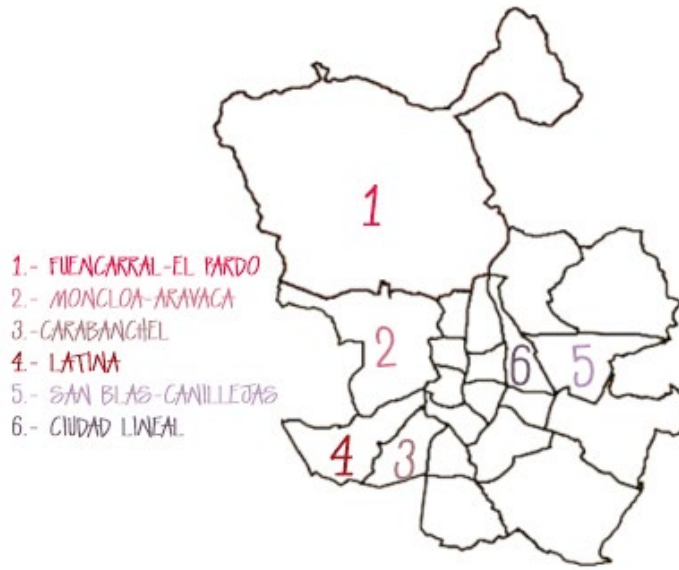 1.- FUENCARRAL-EL PARDO
2.- MONCLOA-ARAVACA
3.-CARABANCHEL
4.- LATINA
5.- SAN BLAS-CANILLEJAS
6.- CIUDAD LINEAL
1
2
6
5
4
3